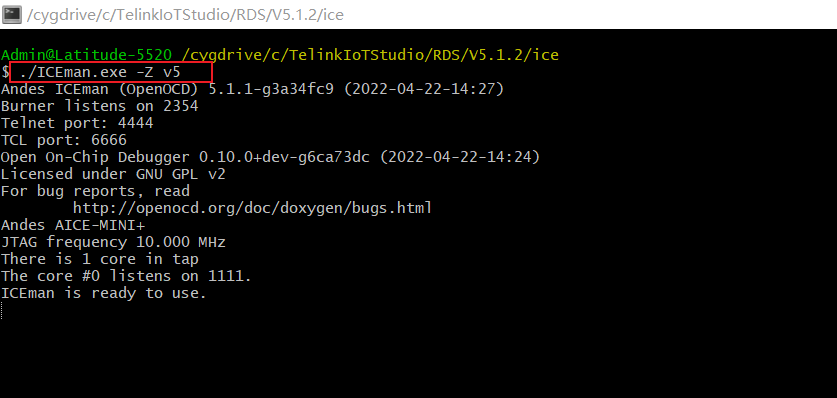 /cygdrive/c/TelinkIoTStudio/RDS/V5.1.2/ice
Admin@Latitude-5520 /cygdrive/c/TelinkIoTStudio/RDS/V5.1.2/ice
$ ./ICEman.exe -Z v5
Andes ICEman (OpenOCD) 5.1.1-g3a34fc9 (2022-04-22-14:27)
Burner listens on 2354
Telnet port: 4444
TCL port: 6666
Open On-Chip Debugger 0.10.0+dev-g6ca73dc (2022-04-22-14:24)
Licensed under GNU GPL v2
For bug reports, read
        http://openocd.org/doc/doxygen/bugs.html
Andes AICE-MINI+
JTAG frequency 10.000 MHz
There is 1 core in tap
The core #0 listens on 1111.
ICEman is ready to use.